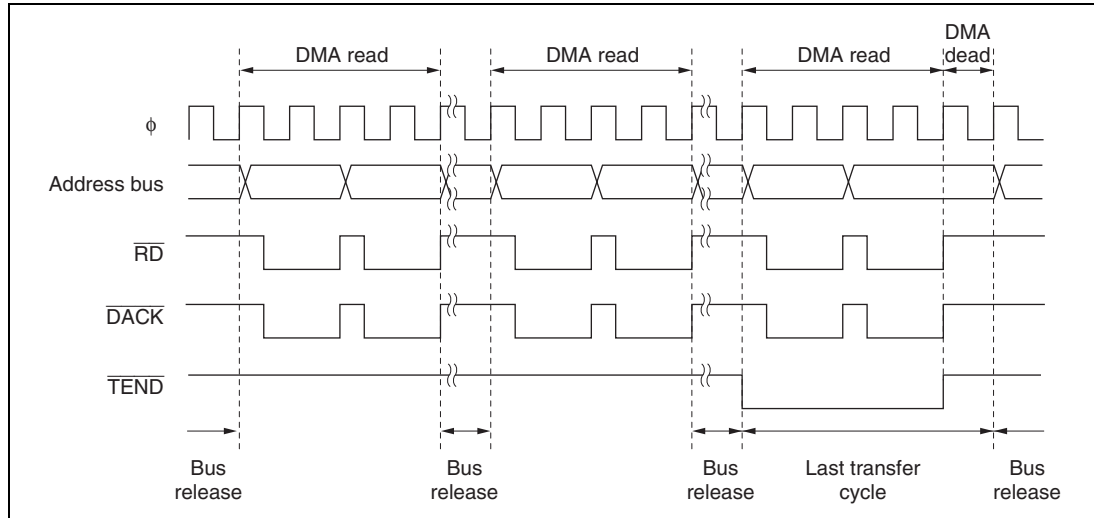 DMA read
DMA read
DMA read
DMA
dead
ϕ
Address bus
RD
DACK
TEND
Bus
release
Bus
release
Bus
release
Last transfer
cycle
Bus
release